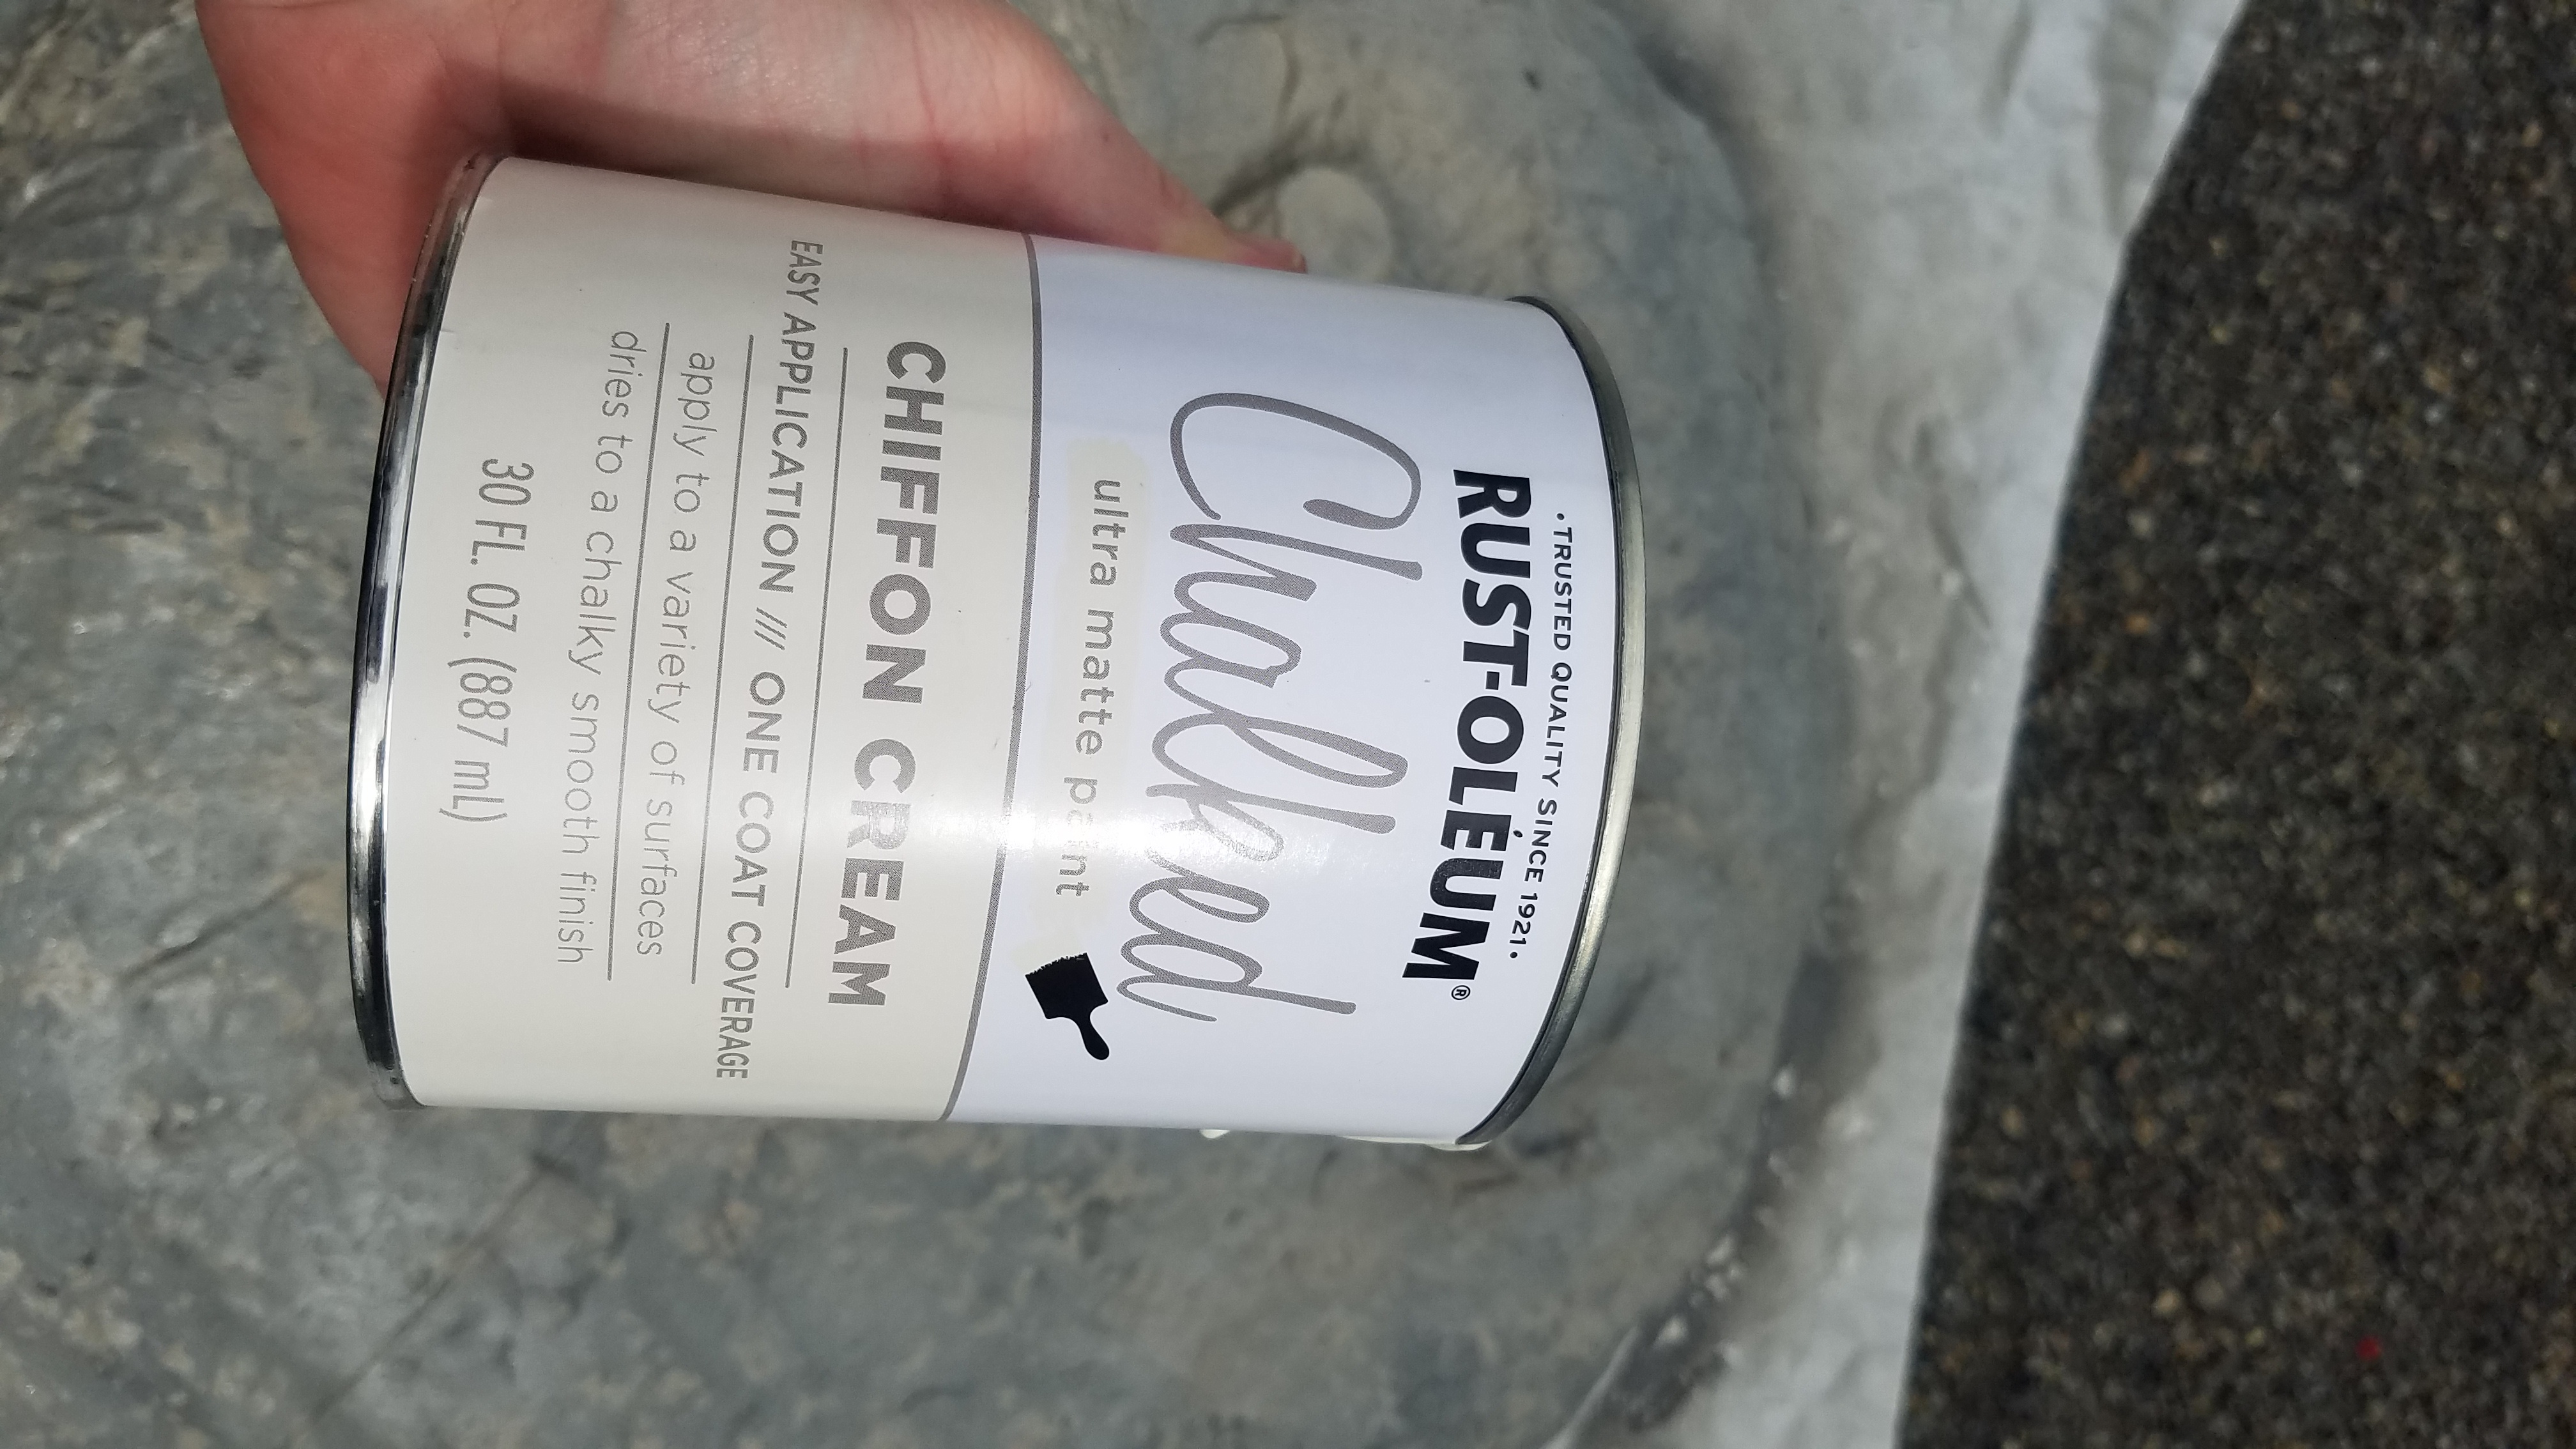 • TRUSTED QUALITY SINCE 1921 •
RUST-OLEUM®
Chalked
ultra matte paint
CHIFFON CREAM
EASY APPLICATION /// ONE COAT COVERAGE
apply to a variety of surfaces
dries to a chalky smooth finish
30 FL. OZ. (887 mL)